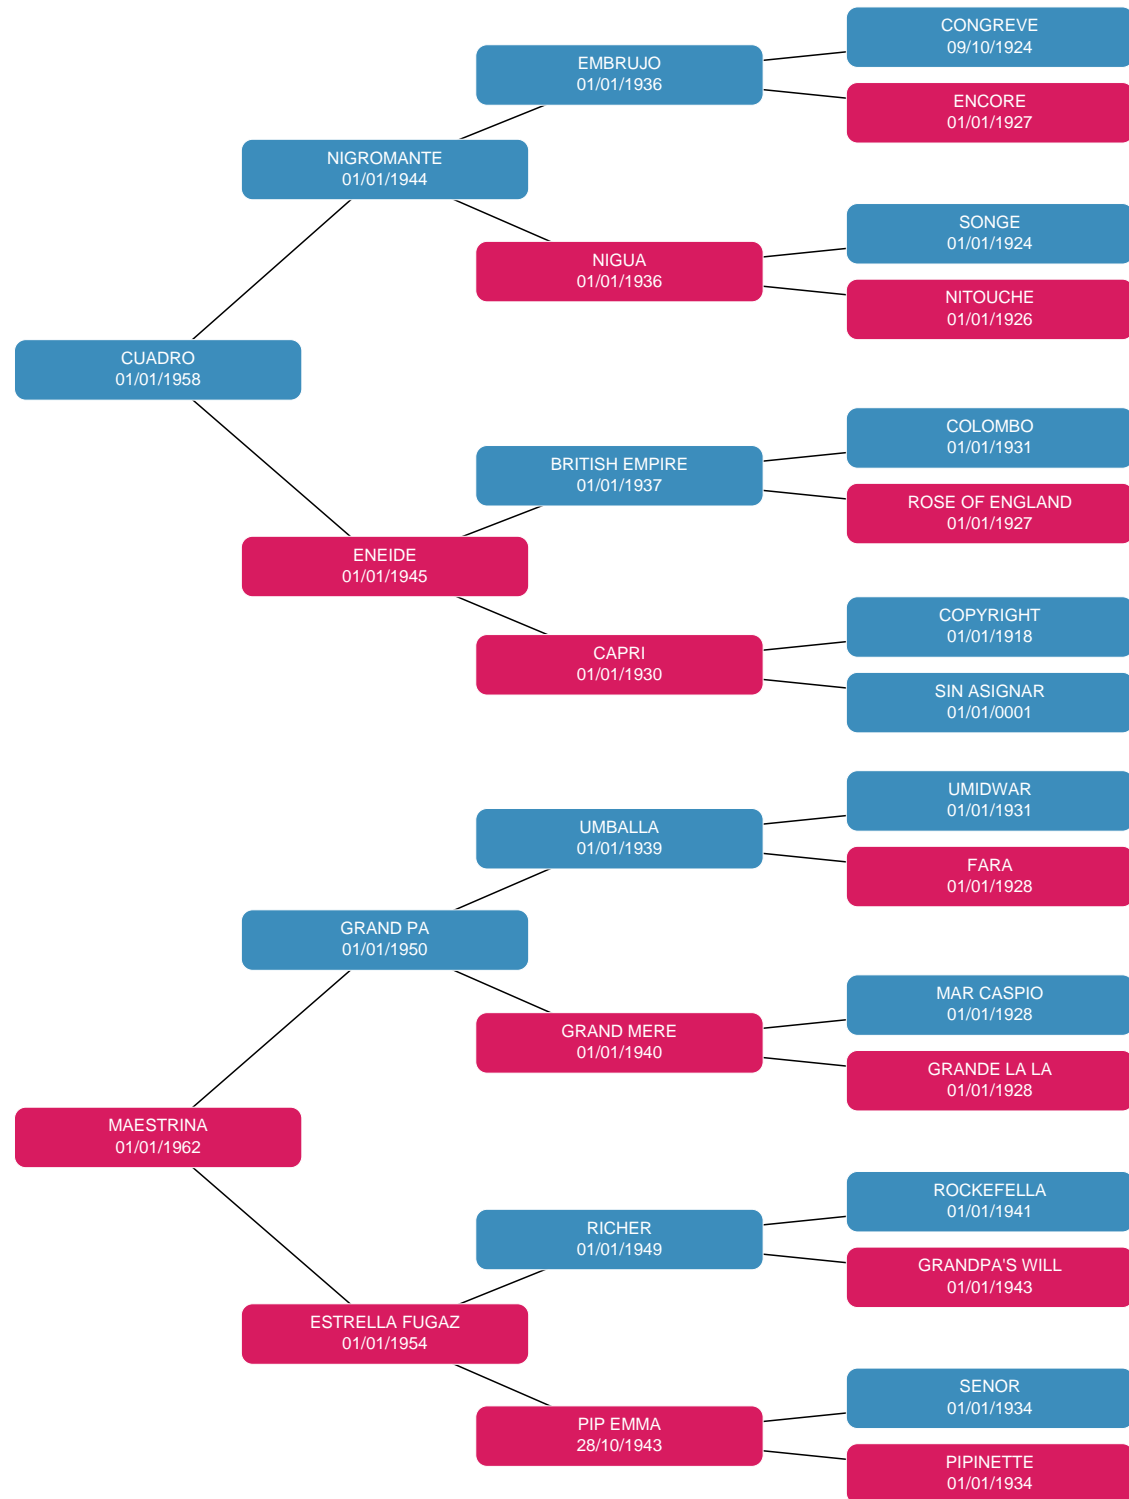 CONGREVE
09/10/1924
EMBRUJO
01/01/1936
ENCORE
01/01/1927
NIGROMANTE
01/01/1944
SONGE
01/01/1924
NIGUA
01/01/1936
NITOUCHE
01/01/1926
CUADRO
01/01/1958
COLOMBO
01/01/1931
BRITISH EMPIRE
01/01/1937
ROSE OF ENGLAND
01/01/1927
ENEIDE
01/01/1945
COPYRIGHT
01/01/1918
CAPRI
01/01/1930
SIN ASIGNAR
01/01/0001
UMIDWAR
01/01/1931
UMBALLA
01/01/1939
FARA
01/01/1928
GRAND PA
01/01/1950
MAR CASPIO
01/01/1928
GRAND MERE
01/01/1940
GRANDE LA LA
01/01/1928
MAESTRINA
01/01/1962
ROCKEFELLA
01/01/1941
RICHER
01/01/1949
GRANDPA'S WILL
01/01/1943
ESTRELLA FUGAZ
01/01/1954
SENOR
01/01/1934
PIP EMMA
28/10/1943
PIPINETTE
01/01/1934